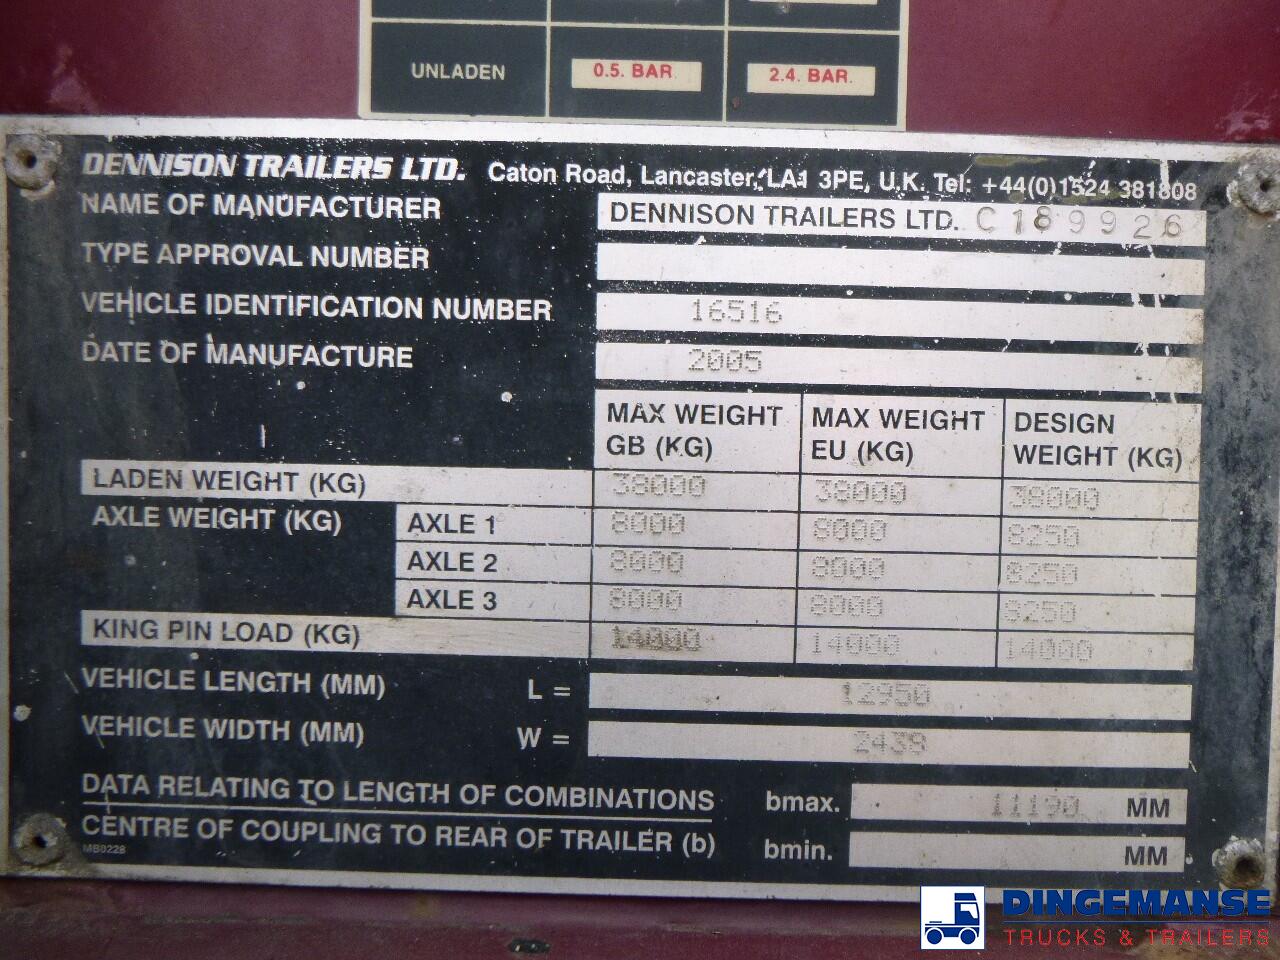 UNLADEN 0.5. BAR 2.4. BAR.
DENNISON TRAILERS LTD. Caton Road, Lancaster, LA1 3PE, U.K. Tel: +44(0)1524 381808
NAME OF MANUFACTURER DENNISON TRAILERS LTD. C189926
TYPE APPROVAL NUMBER
VEHICLE IDENTIFICATION NUMBER 16516
DATE OF MANUFACTURE 2005
MAX WEIGHT GB (KG) MAX WEIGHT EU (KG) DESIGN WEIGHT (KG)
LADEN WEIGHT (KG) 38000 38000 38000
AXLE WEIGHT (KG) AXLE 1 8000 8000 8250
AXLE 2 8000 8000 8250
AXLE 3 8000 8000 8250
KING PIN LOAD (KG) 14000 14000 14000
VEHICLE LENGTH (MM) L = 12950
VEHICLE WIDTH (MM) W = 2438
DATA RELATING TO LENGTH OF COMBINATIONS bmax. 11190 MM
CENTRE OF COUPLING TO REAR OF TRAILER (b) bmin. MM
MB0228
DINGEMANSE
TRUCKS & TRAILERS